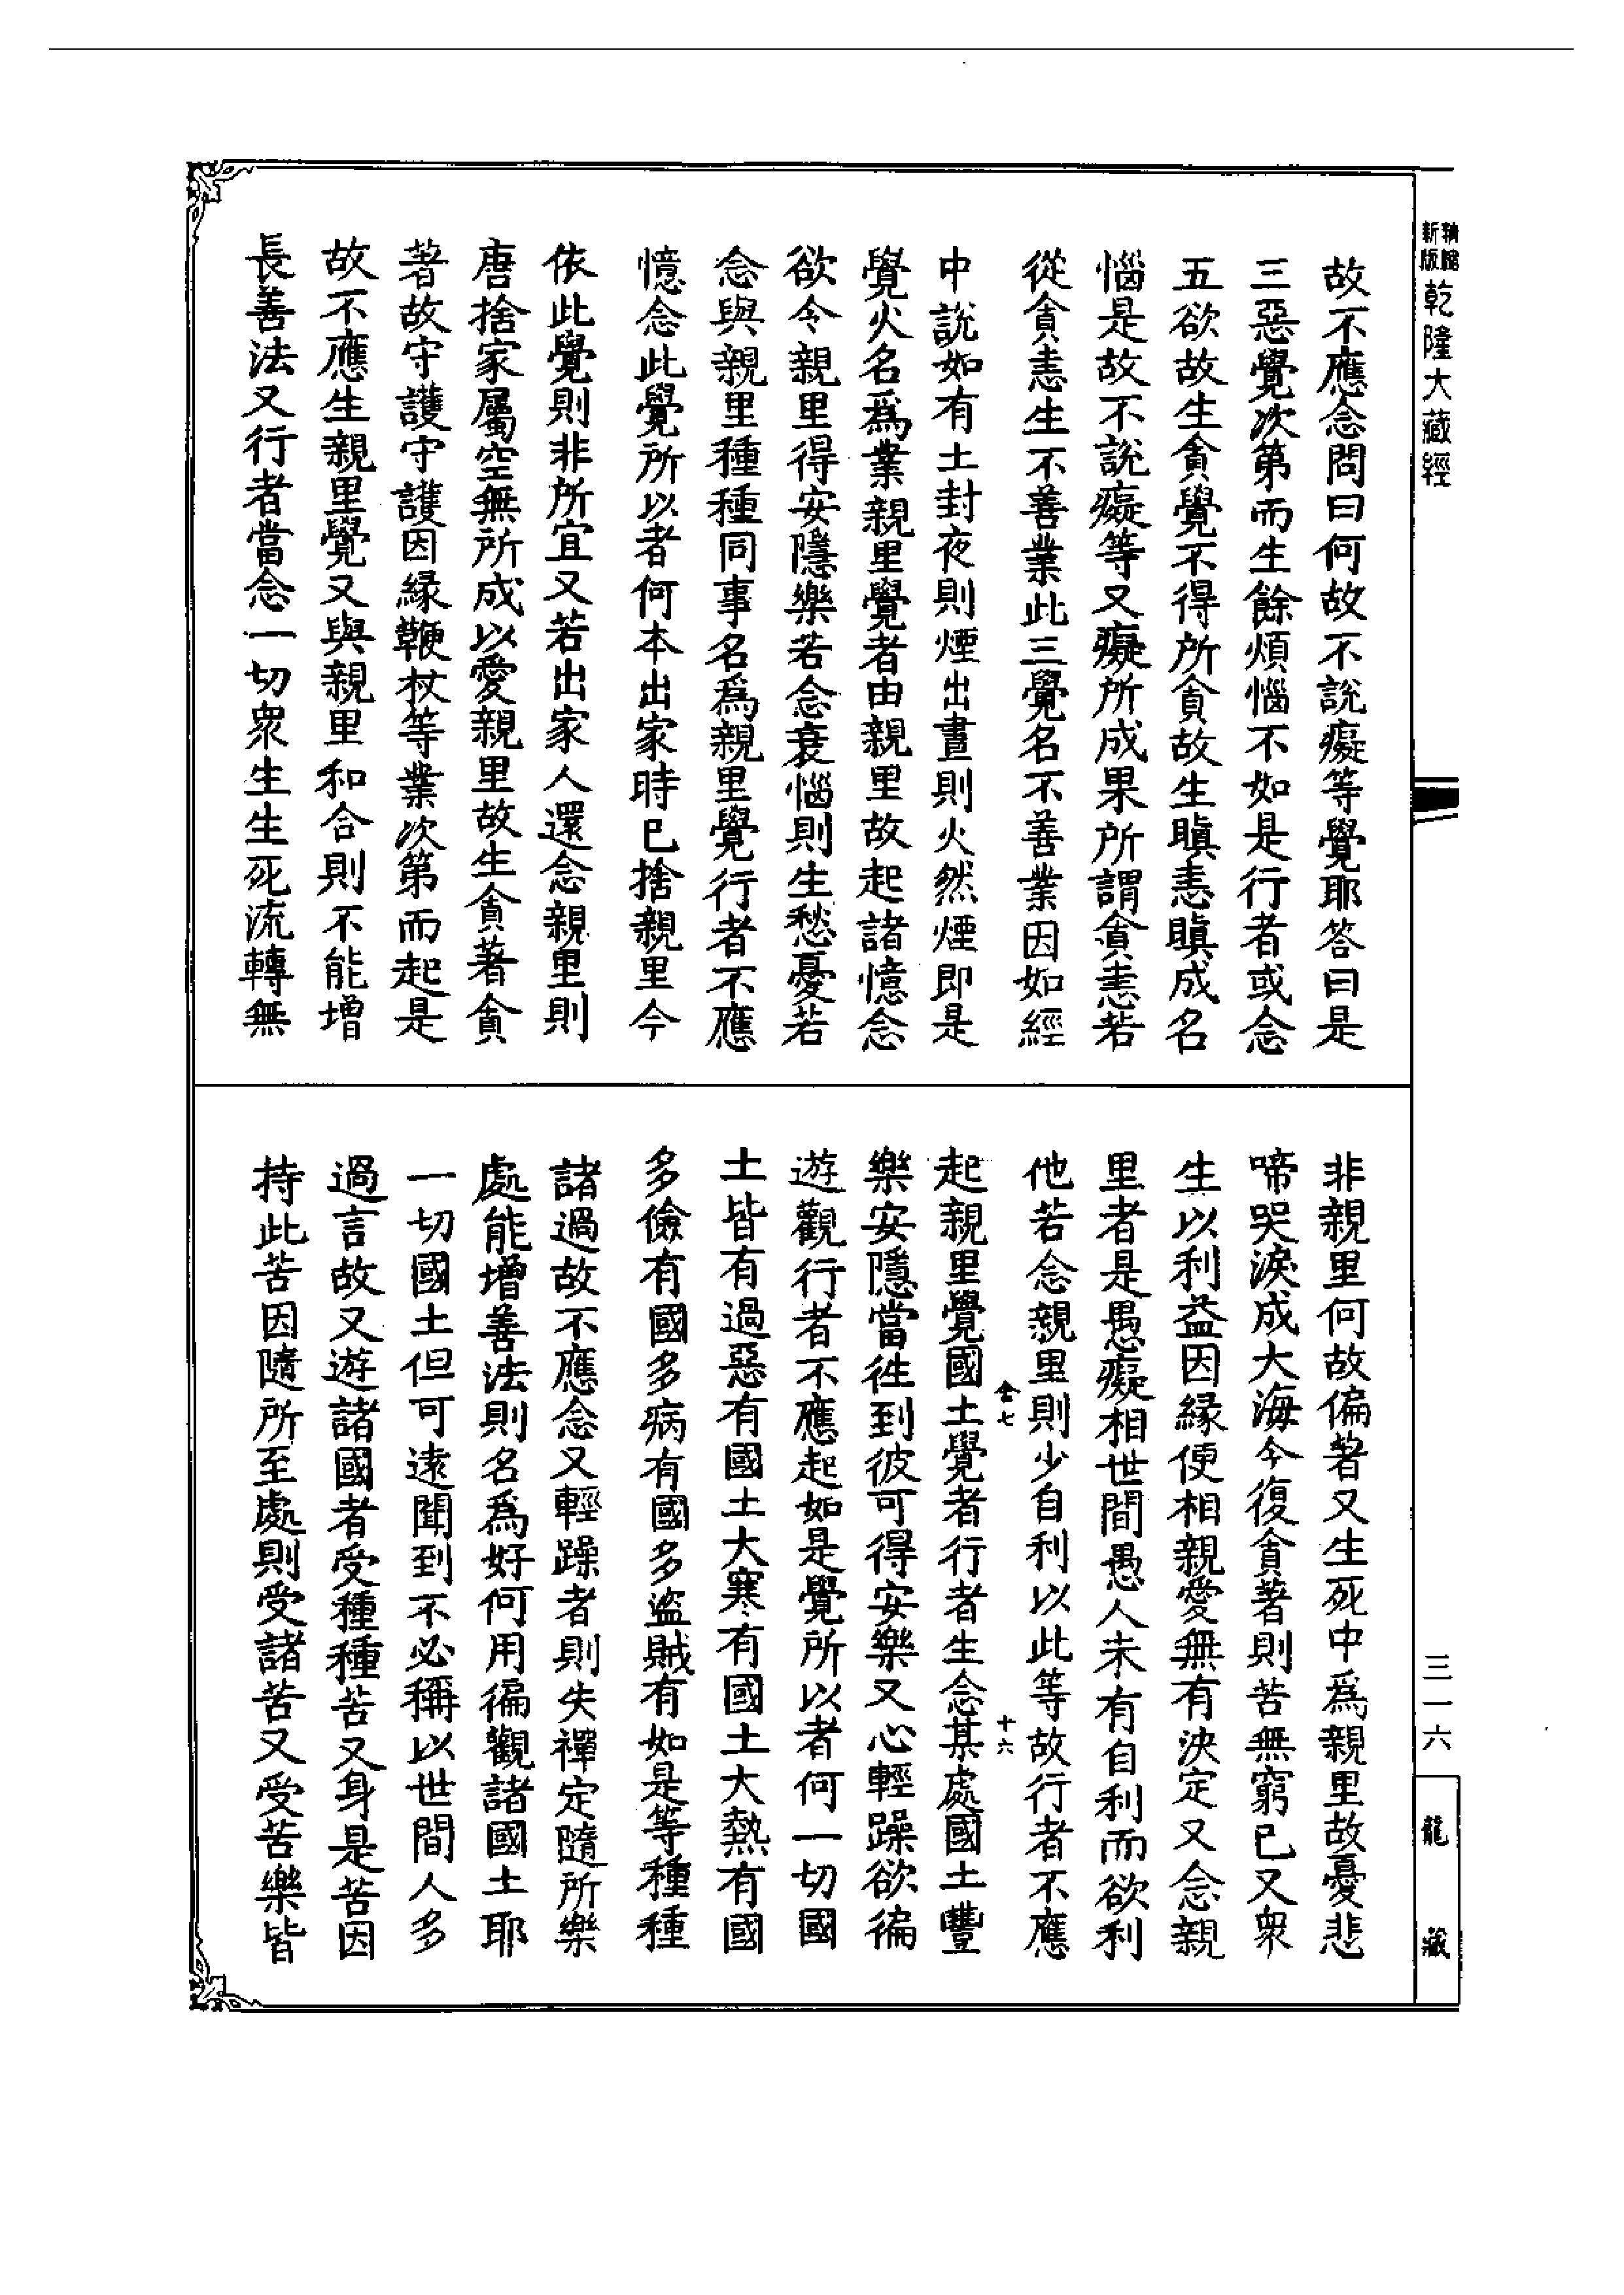 新版
乾隆大藏經
三一六
龍藏
故不應念問曰何故不說癡等覺耶答曰是
三惡覺次第而生餘煩惱不如是行者或念
五欲故生貪覺不得所貪故生瞋恚瞋成名
惱是故不說癡等又癡所成果所謂貪恚若
從貪恚生不善業此三覺名不善業因如經
中說如有土封夜則煙出晝則火然煙即是
覺火名爲業親里覺者由親里故起諸憶念
欲令親里得安隱樂若念衰惱則生愁憂若
念與親里種種同事名爲親里覺行者不應
憶念此覺所以者何本出家時已捨親里今
依此覺則非所宜又若出家人還念親里則
唐捨家屬空無所成以愛親里故生貪著貪
著故守護守護因緣鞭杖等業次第而起是
故不應生親里覺又與親里和合則不能增
長善法又行者當念一切衆生生死流轉無
非親里何故偏著又生死中爲親里故憂悲
啼哭淚成大海今復貪著則苦無窮已又衆
生以利益因緣便相親愛無有決定又念親
里者是愚癡相世間愚人未有自利而欲利
他若念親里則少自利以此等故行者不應
七
十六
起親里覺國土覺者行者生念某處國土豐
樂安隱當往到彼可得安樂又心輕躁欲徧
遊觀行者不應起如是覺所以者何一切國
土皆有過惡有國土大寒有國土大熱有國
多儉有國多病有國多盜賊有如是等種種
諸過故不應念又輕躁者則失禪定隨所樂
處能增善法則名爲好何用徧觀諸國土耶
一切國土但可遠聞到不必稱以世間人多
過言故又遊諸國者受種種苦又身是苦因
持此苦因隨所至處則受諸苦又受苦樂皆